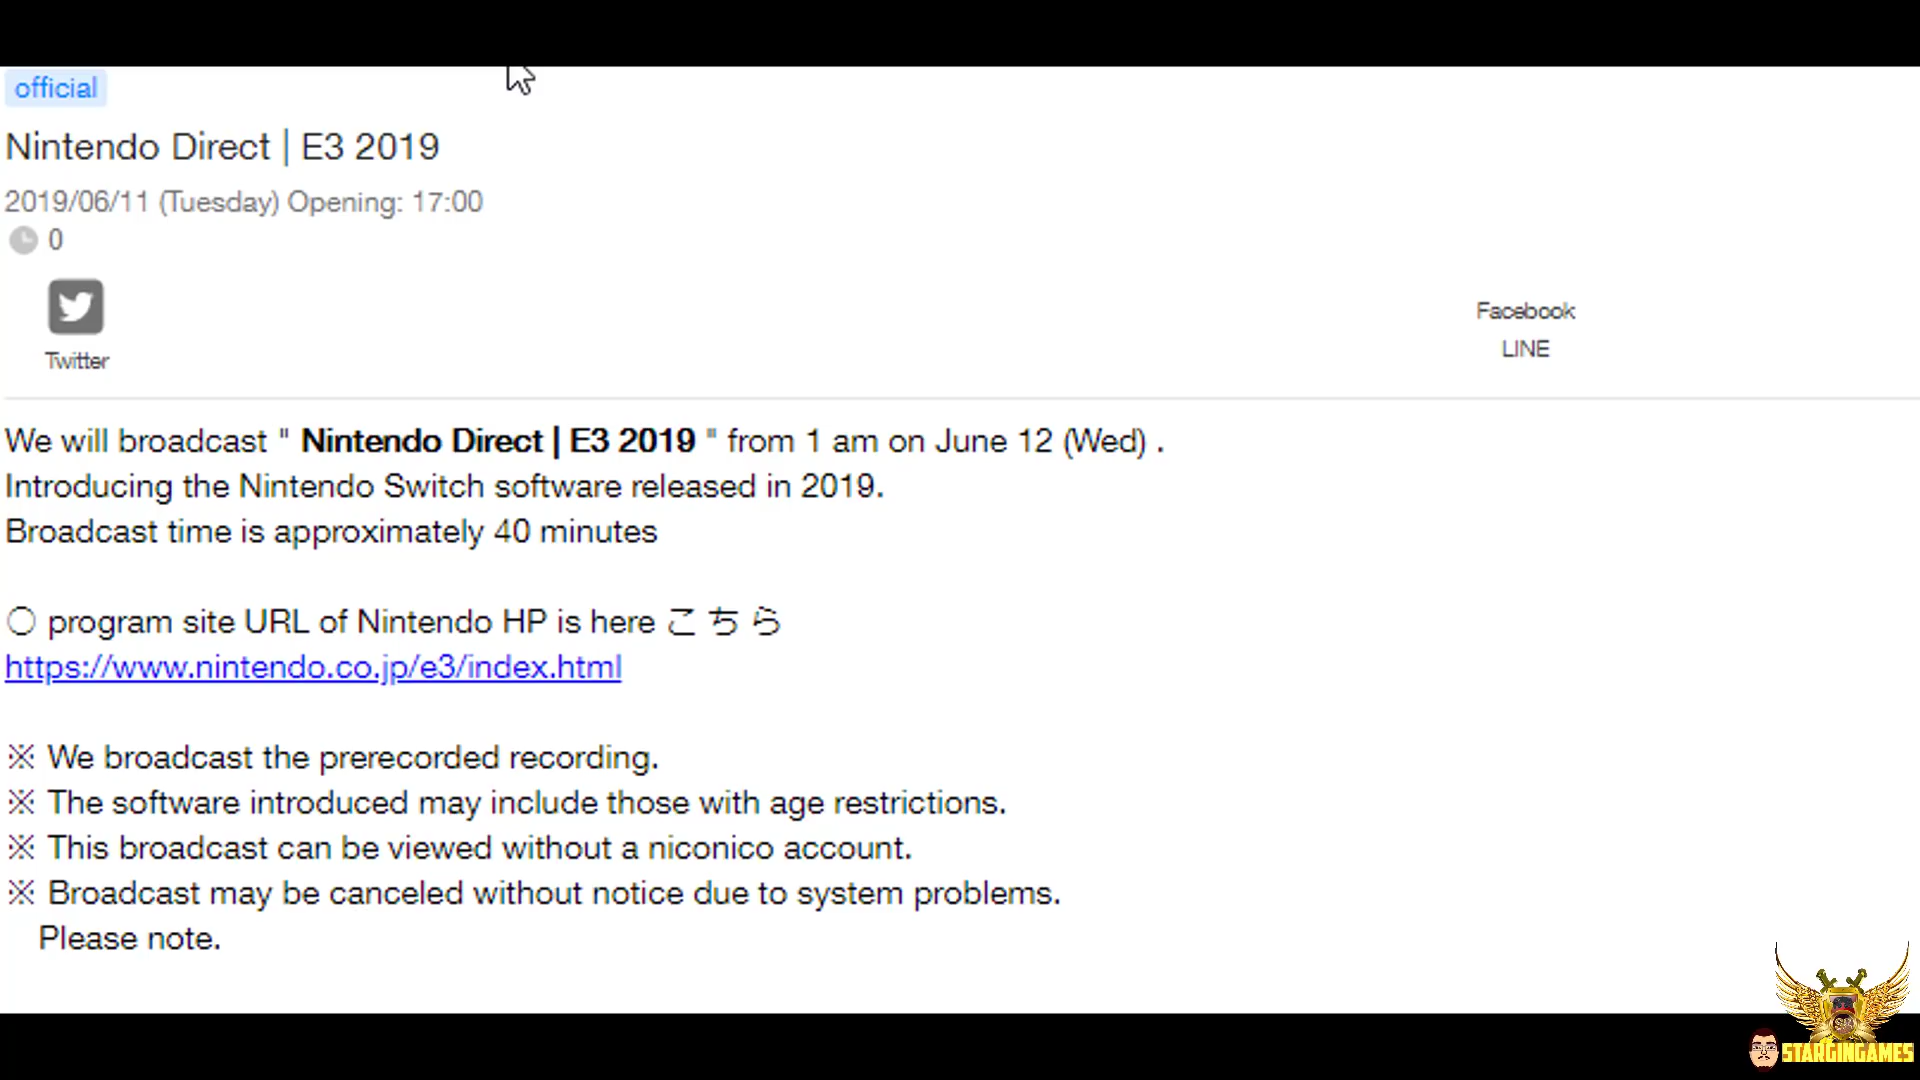 official
Nintendo Direct | E3 2019
2019/06/11 (Tuesday) Opening: 17:00
0
Twitter
Facebook
LINE
We will broadcast " Nintendo Direct | E3 2019 " from 1 am on June 12 (Wed) .
Introducing the Nintendo Switch software released in 2019.
Broadcast time is approximately 40 minutes
○ program site URL of Nintendo HP is here こちら
https://www.nintendo.co.jp/e3/index.html
※ We broadcast the prerecorded recording.
※ The software introduced may include those with age restrictions.
※ This broadcast can be viewed without a niconico account.
※ Broadcast may be canceled without notice due to system problems.
Please note.
STARGINGAMES